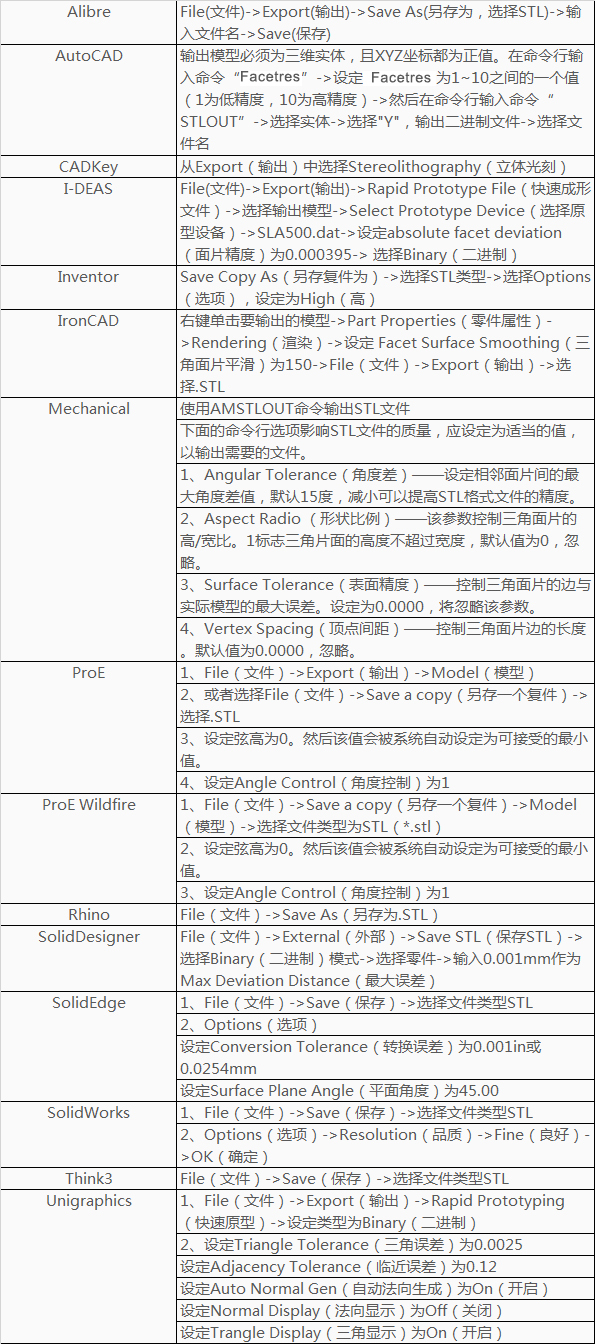 Alibre
File(文件)->Export(输出)->Save As(另存为，选择STL)->输
入文件名->Save(保存)
AutoCAD
输出模型必须为三维实体，且XYZ坐标都为正值。在命令行输
入命令“Facetres”->设定 Facetres 为1~10之间的一个值
（1为低精度，10为高精度）->然后在命令行输入命令“
STLOUT”->选择实体->选择"Y"，输出二进制文件->选择文
件名
CADKey
从Export（输出）中选择Stereolithography（立体光刻）
I-DEAS
File(文件)->Export(输出)->Rapid Prototype File（快速成形
文件）->选择输出模型->Select Prototype Device（选择原
型设备）->SLA500.dat->设定absolute facet deviation
（面片精度）为0.000395-> 选择Binary（二进制）
Inventor
Save Copy As（另存复件为）->选择STL类型->选择Options
（选项），设定为High（高）
IronCAD
右键单击要输出的模型->Part Properties（零件属性）-
>Rendering（渲染）->设定 Facet Surface Smoothing（三
角面片平滑）为150->File（文件）->Export（输出）->选
择.STL
Mechanical
使用AMSTLOUT命令输出STL文件
下面的命令行选项影响STL文件的质量，应设定为适当的值，
以输出需要的文件。
1、Angular Tolerance（角度差）——设定相邻面片间的最
大角度差值，默认15度，减小可以提高STL格式文件的精度。
2、Aspect Radio （形状比例）——该参数控制三角面片的
高/宽比。1标志三角片面的高度不超过宽度，默认值为0，忽
略。
3、Surface Tolerance（表面精度）——控制三角面片的边与
实际模型的最大误差。设定为0.0000，将忽略该参数。
4、Vertex Spacing（顶点间距）——控制三角面片边的长度
。默认值为0.0000，忽略。
ProE
1、File（文件）->Export（输出）->Model（模型）
2、或者选择File（文件）->Save a copy（另存一个复件）->
选择.STL
3、设定弦高为0。然后该值会被系统自动设定为可接受的最小
值。
4、设定Angle Control（角度控制）为1
ProE Wildfire
1、File（文件）->Save a copy（另存一个复件）->Model
（模型）->选择文件类型为STL（*.stl）
2、设定弦高为0。然后该值会被系统自动设定为可接受的最小
值。
3、设定Angle Control（角度控制）为1
Rhino
File（文件）->Save As（另存为.STL）
SolidDesigner
File（文件）->External（外部）->Save STL（保存STL）->
选择Binary（二进制）模式->选择零件->输入0.001mm作为
Max Deviation Distance（最大误差）
SolidEdge
1、File（文件）->Save（保存）->选择文件类型STL
2、Options（选项）
设定Conversion Tolerance（转换误差）为0.001in或
0.0254mm
设定Surface Plane Angle（平面角度）为45.00
SolidWorks
1、File（文件）->Save（保存）->选择文件类型STL
2、Options（选项）->Resolution（品质）->Fine（良好）-
>OK（确定）
Think3
File（文件）->Save（保存）->选择文件类型STL
Unigraphics
1、File（文件）->Export（输出）->Rapid Prototyping
（快速原型）->设定类型为Binary（二进制）
2、设定Triangle Tolerance（三角误差）为0.0025
设定Adjacency Tolerance（临近误差）为0.12
设定Auto Normal Gen（自动法向生成）为On（开启）
设定Normal Display（法向显示）为Off（关闭）
设定Trangle Display（三角显示）为On（开启）